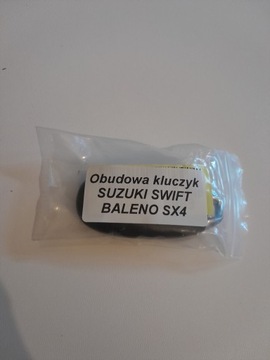 Obudowa kluczyk
SUZUKI SWIFT
BALENO SX4